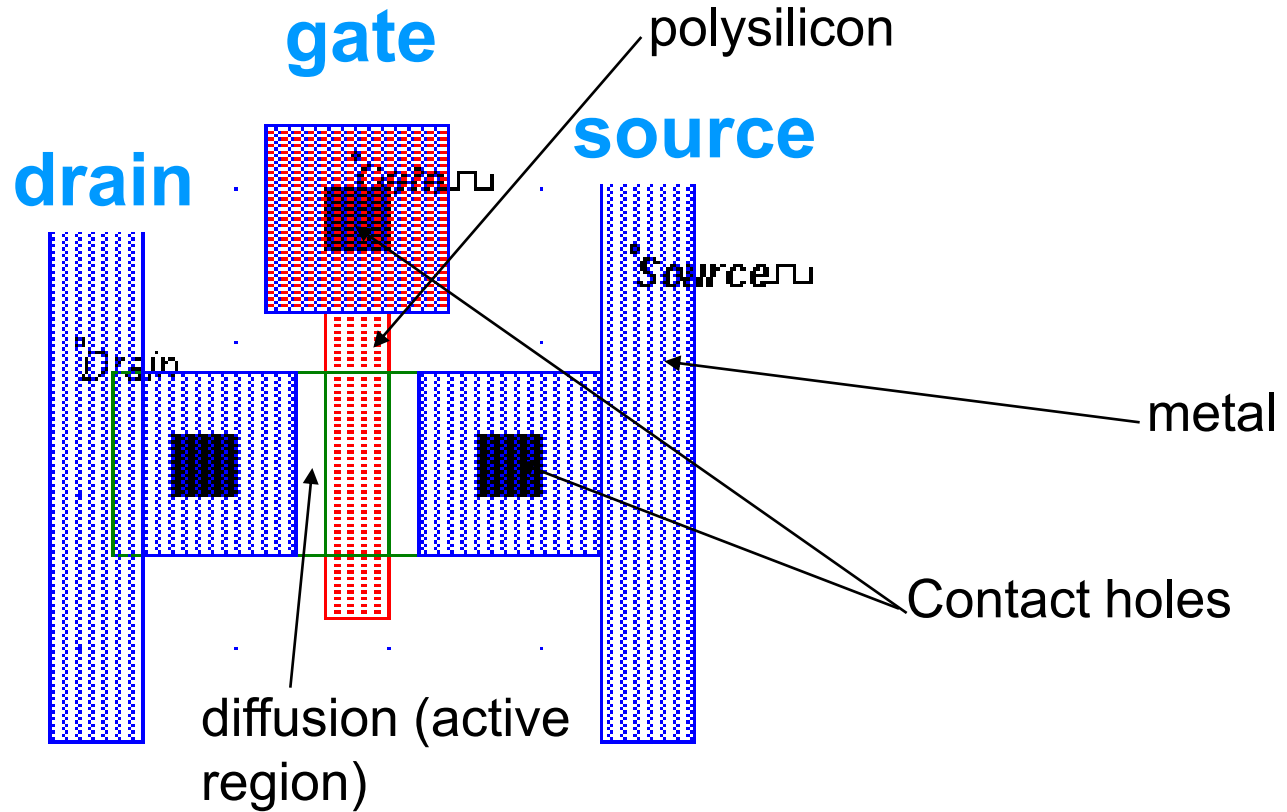 gate
polysilicon
source
drain
Source
Drain
metal
Contact holes
diffusion (active
region)